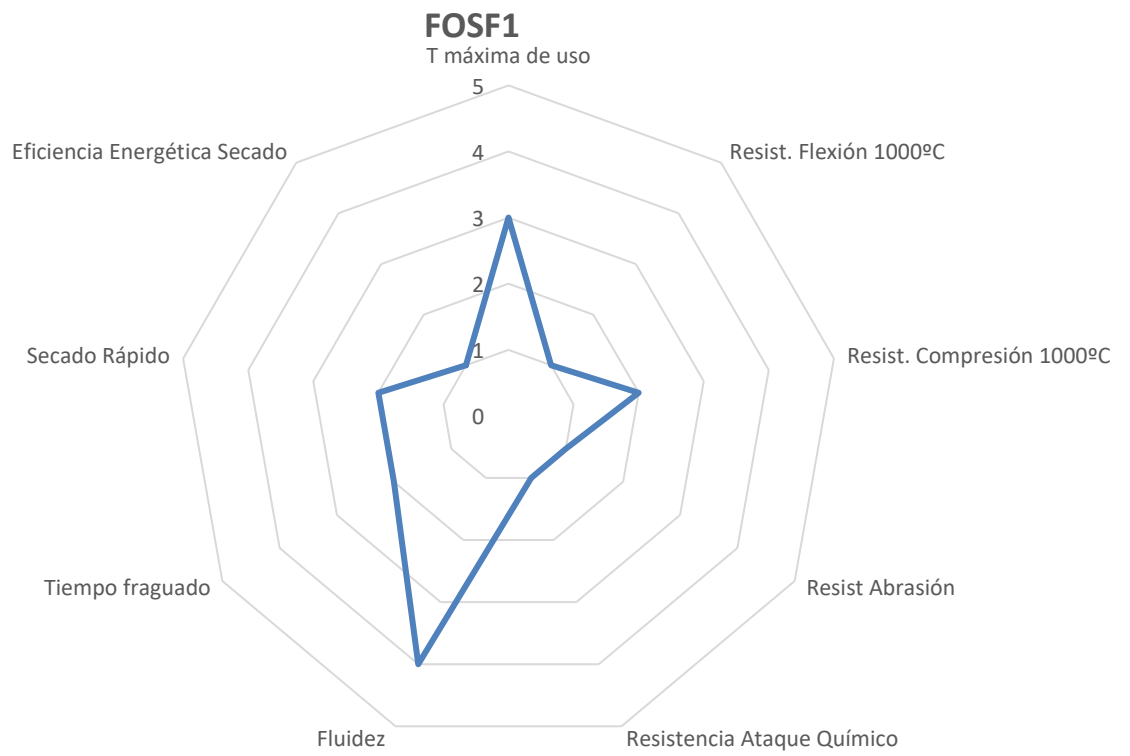 FOSF1
T máxima de uso
5
Eficiencia Energética Secado
4
Resist. Flexión 1000ºC
3
2
Secado Rápido
1
Resist. Compresión 1000ºC
0
Tiempo fraguado
Resist Abrasión
Fluidez
Resistencia Ataque Químico